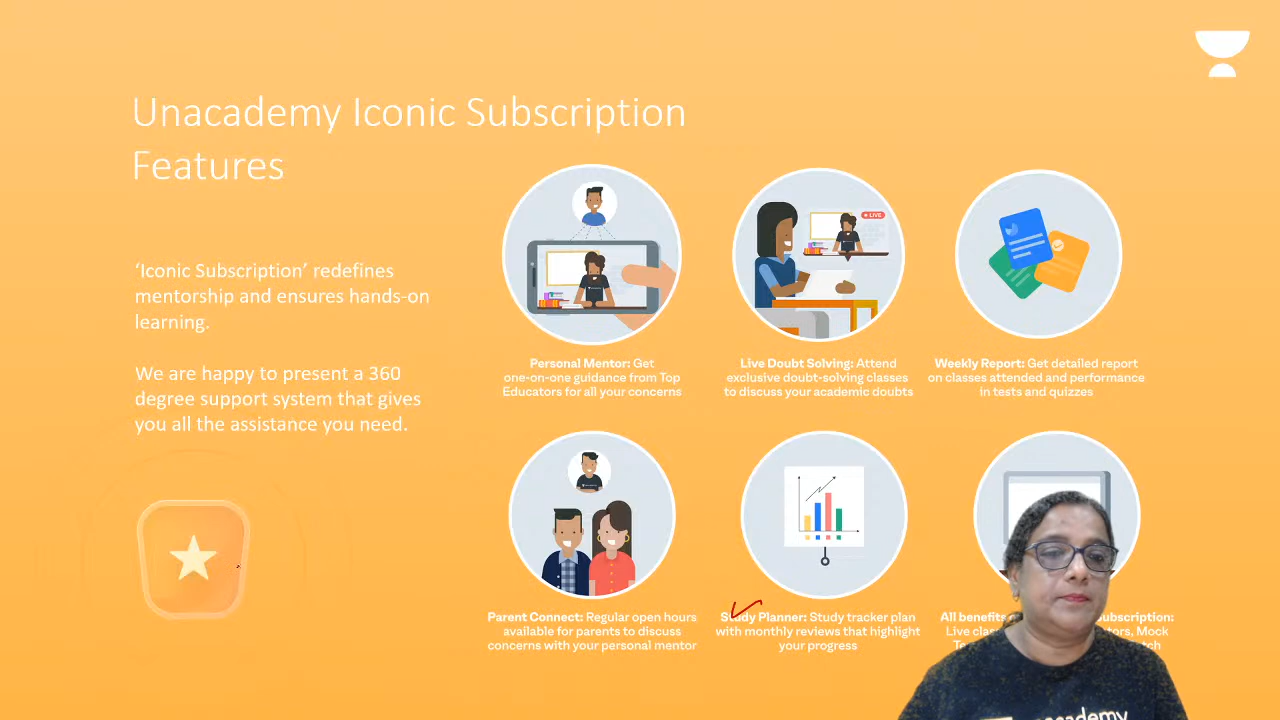 Unacademy Iconic Subscription
Features
‘Iconic Subscription’ redefines
mentorship and ensures hands-on
learning.
We are happy to present a 360
degree support system that gives
you all the assistance you need.
LIVE
Personal Mentor: Get
one-on-one guidance from Top
Educators for all your concerns
Live Doubt Solving: Attend
exclusive doubt-solving classes
to discuss your academic doubts
Weekly Report: Get detailed report
on classes attended and performance
in tests and quizzes
Parent Connect: Regular open hours
available for parents to discuss
concerns with your personal mentor
Study Planner: Study tracker plan
with monthly reviews that highlight
your progress
All benefits
Mock